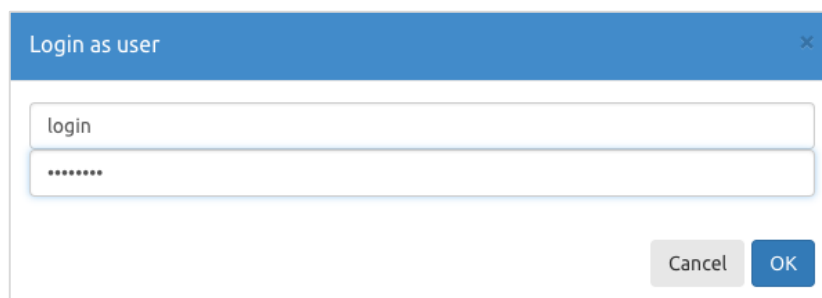 Login as user ×
login
••••••••
Cancel OK